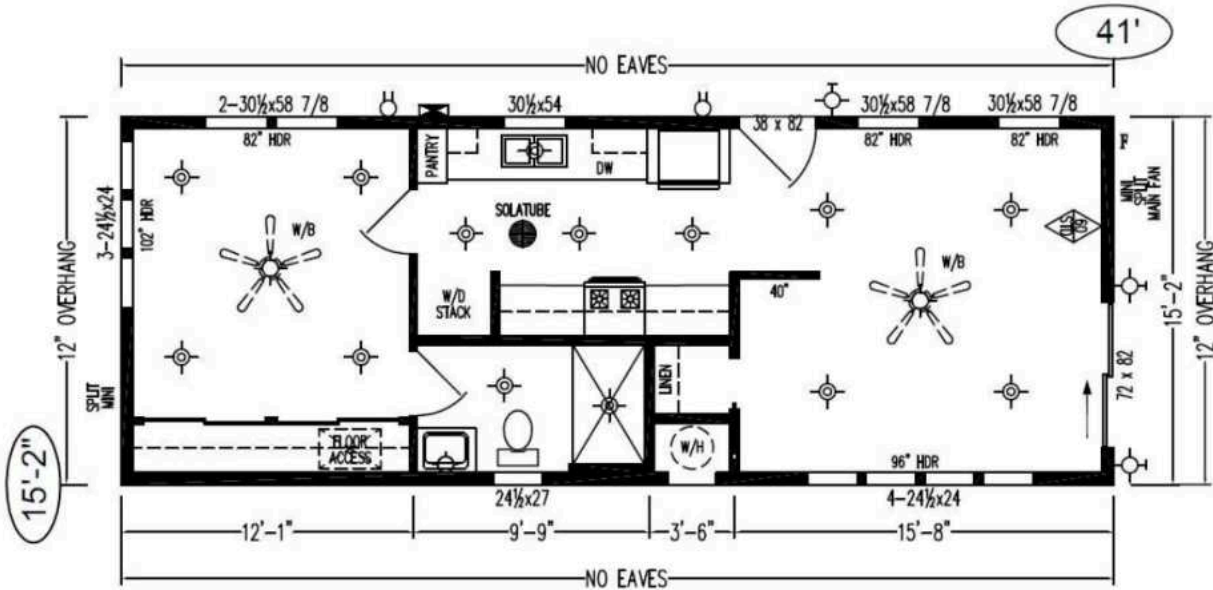 41'
NO EAVES
2-30½x58 7/8
30½x54
30½x58 7/8
30½x58 7/8
82" HDR
38 x 82
82" HDR
82" HDR
PANTRY
DW
F
MINI
SPLIT
MAIN FAN
3-24½x24
102" HDR
W/B
SOLATUBE
W/B
12" OVERHANG
W/D
STACK
40"
15'-2"
12" OVERHANG
72 x 82
SPLIT
MINI
LINEN
FLOOR
ACCESS
W/H
96" HDR
15'-2"
24½x27
4-24½x24
12'-1"
9'-9"
3'-6"
15'-8"
NO EAVES